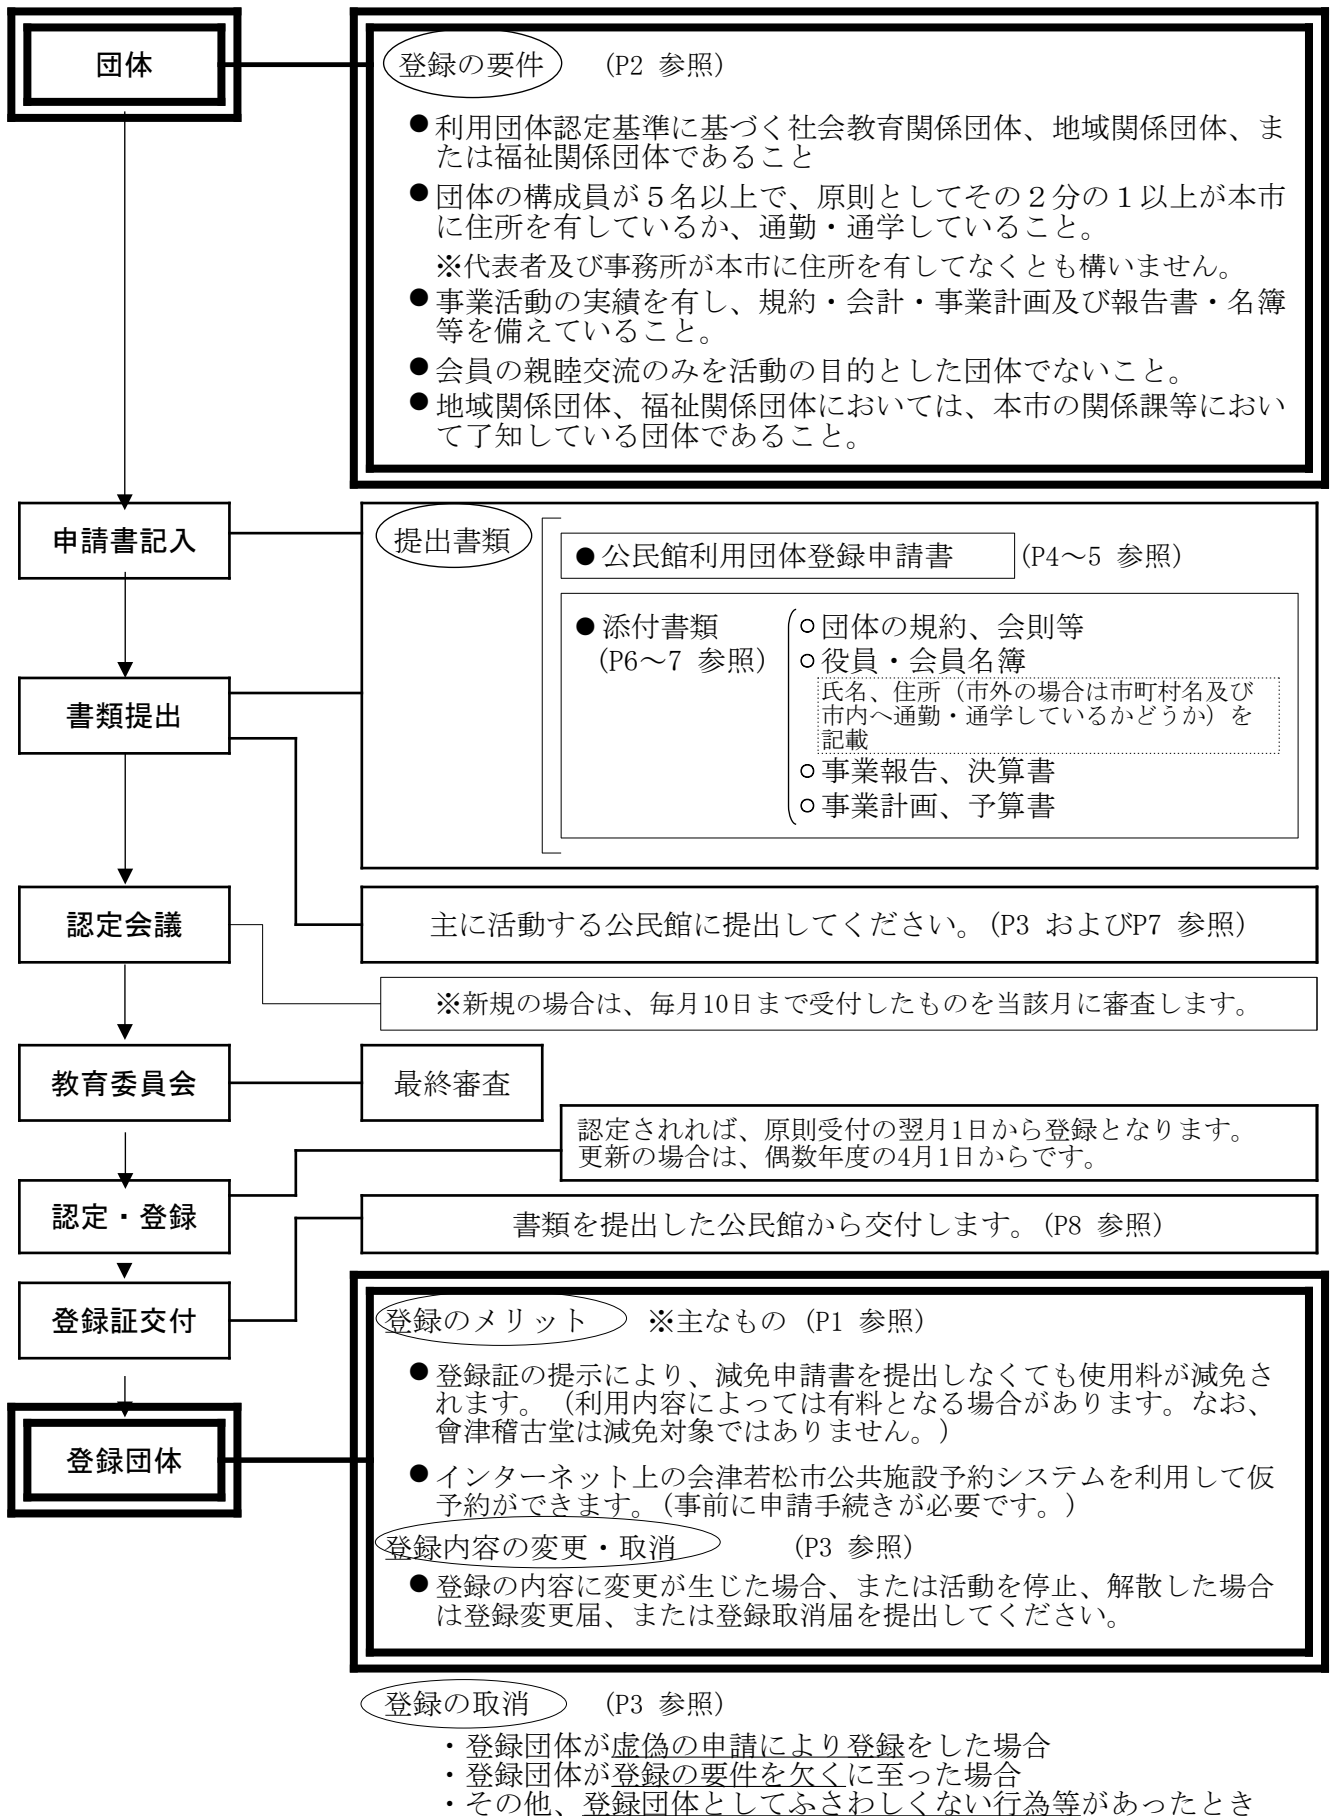 団体
登録の要件 (P2 参照)
●利用団体認定基準に基づく社会教育関係団体、地域関係団体、ま
たは福祉関係団体であること
●団体の構成員が５名以上で、原則としてその２分の１以上が本市
に住所を有しているか、通勤・通学していること。
※代表者及び事務所が本市に住所を有してなくとも構いません。
●事業活動の実績を有し、規約・会計・事業計画及び報告書・名簿
等を備えていること。
●会員の親睦交流のみを活動の目的とした団体でないこと。
●地域関係団体、福祉関係団体においては、本市の関係課等におい
て了知している団体であること。
申請書記入
提出書類
●公民館利用団体登録申請書 (P4～5 参照)
●添付書類
(P6～7 参照)
○団体の規約、会則等
○役員・会員名簿
氏名、住所（市外の場合は市町村名及び
市内へ通勤・通学しているかどうか）を
記載
○事業報告、決算書
○事業計画、予算書
書類提出
認定会議
主に活動する公民館に提出してください。(P3 およびP7 参照)
※新規の場合は、毎月10日まで受付したものを当該月に審査します。
教育委員会
最終審査
認定されれば、原則受付の翌月1日から登録となります。
更新の場合は、偶数年度の4月1日からです。
認定・登録
書類を提出した公民館から交付します。(P8 参照)
登録証交付
登録のメリット ※主なもの (P1 参照)
●登録証の提示により、減免申請書を提出しなくても使用料が減免さ
れます。（利用内容によっては有料となる場合があります。なお、
會津稽古堂は減免対象ではありません。）
登録団体
●インターネット上の会津若松市公共施設予約システムを利用して仮
予約ができます。(事前に申請手続きが必要です。)
登録内容の変更・取消 (P3 参照)
●登録の内容に変更が生じた場合、または活動を停止、解散した場合
は登録変更届、または登録取消届を提出してください。
登録の取消 (P3 参照)
・登録団体が虚偽の申請により登録をした場合
・登録団体が登録の要件を欠くに至った場合
・その他、登録団体としてふさわしくない行為等があったとき